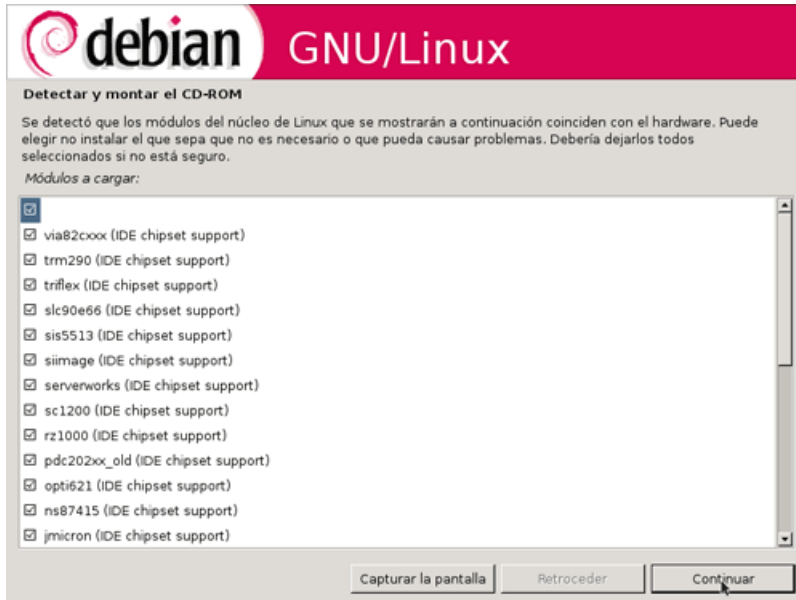 debian GNU/Linux
Detectar y montar el CD-ROM
Se detectó que los módulos del núcleo de Linux que se mostrarán a continuación coinciden con el hardware. Puede
elegir no instalar el que sepa que no es necesario o que pueda causar problemas. Debería dejarlos todos
seleccionados si no está seguro.
Módulos a cargar:
via82cxxx (IDE chipset support)
trm290 (IDE chipset support)
triflex (IDE chipset support)
slc90e66 (IDE chipset support)
sis5513 (IDE chipset support)
siimage (IDE chipset support)
serverworks (IDE chipset support)
sc1200 (IDE chipset support)
rz1000 (IDE chipset support)
pdc202xx_old (IDE chipset support)
opti621 (IDE chipset support)
ns87415 (IDE chipset support)
jmicron (IDE chipset support)
Capturar la pantalla Retroceder Continuar